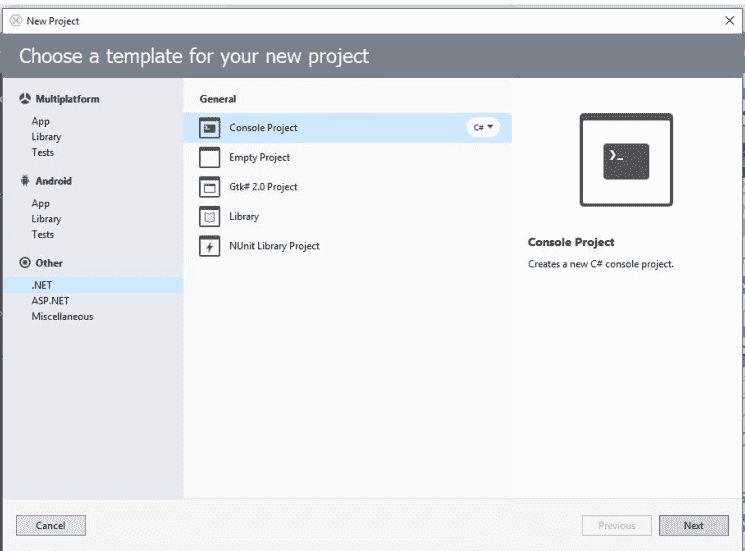 New Project
Choose a template for your new project
Multiplatform
App
Library
Tests
Android
App
Library
Tests
Other
.NET
ASP.NET
Miscellaneous
General
Console Project
C#
Empty Project
Gtk# 2.0 Project
Library
NUnit Library Project
Console Project
Creates a new C# console project.
Cancel
Previous
Next